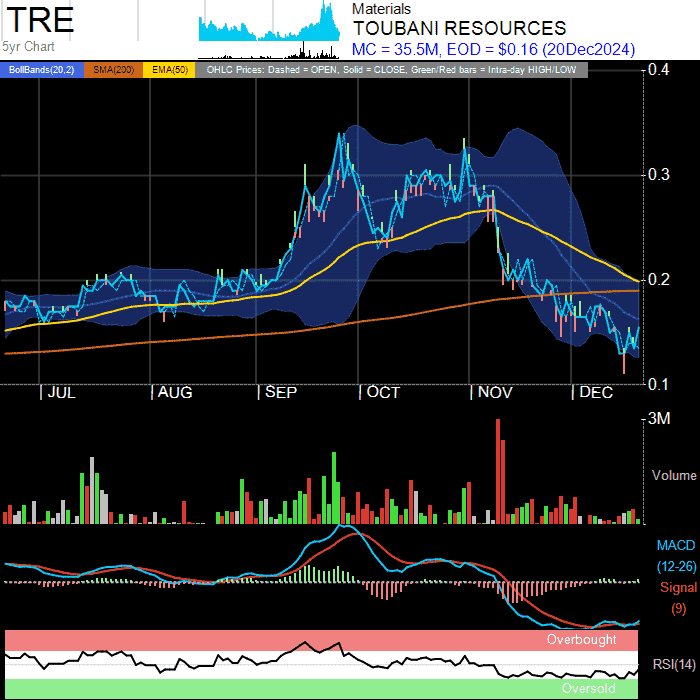 TRE
5yr Chart
Materials
TOUBANI RESOURCES
MC = 35.5M, EOD = $0.16 (20Dec2024)
BollBands(20,2) SMA(200) EMA(50) OHLC Prices: Dashed = OPEN, Solid = CLOSE, Green/Red bars = Intra-day HIGH/LOW
0.4
0.3
0.2
0.1
JUL AUG SEP OCT NOV DEC
3M
Volume
MACD
(12-26)
Signal
(9)
Overbought
RSI(14)
Oversold